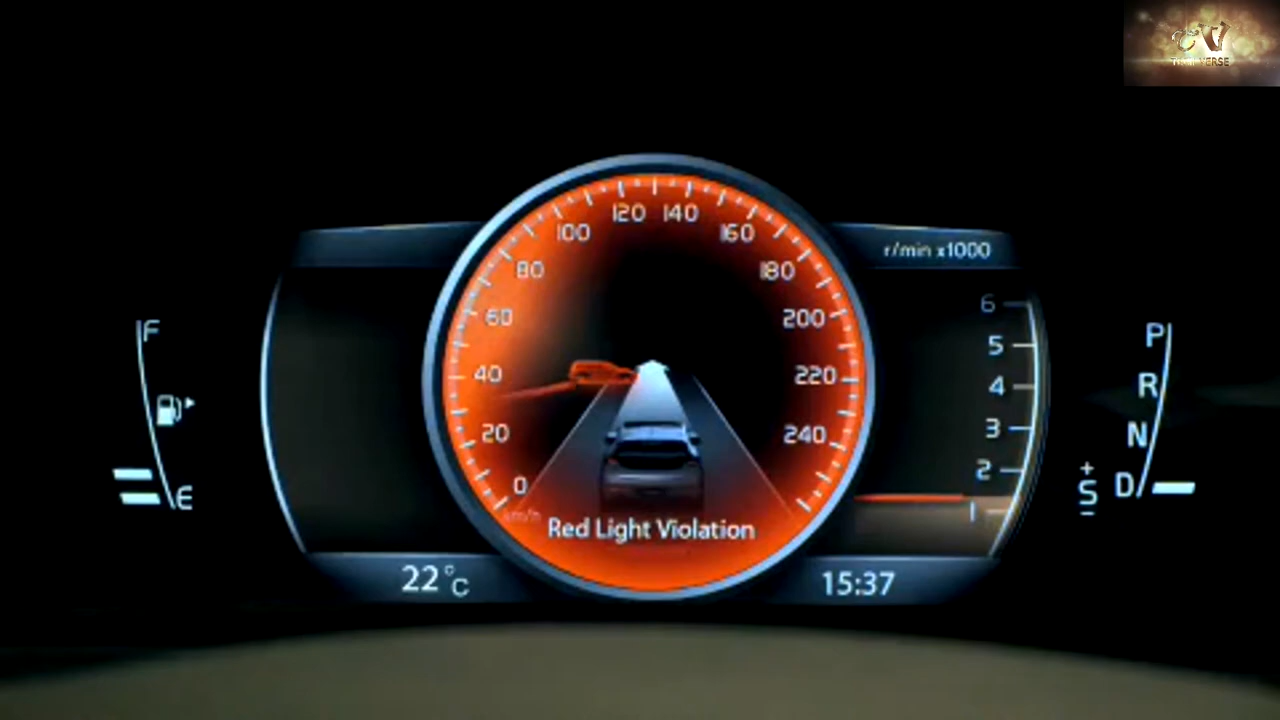 120 140
100 160
r/min x1000
80 180
6
60 200
F
5
P
40 220
4
R
3
N
20 240
2
+
S
D
0
E
1
-
km/h
Red Light Violation
22°C
15:37